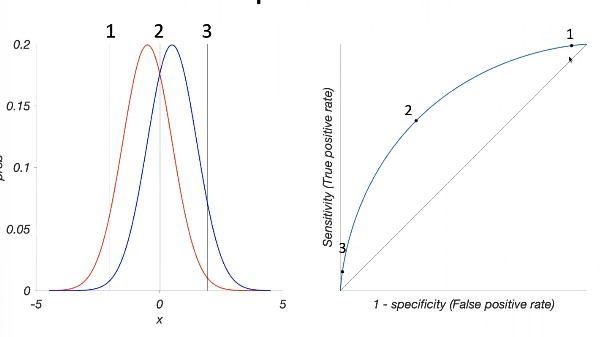 1 2 3
0.2
0.15
0.1
0.05
0
-5 0 5
x
1
2
3
Sensitivity (True positive rate)
1 - specificity (False positive rate)